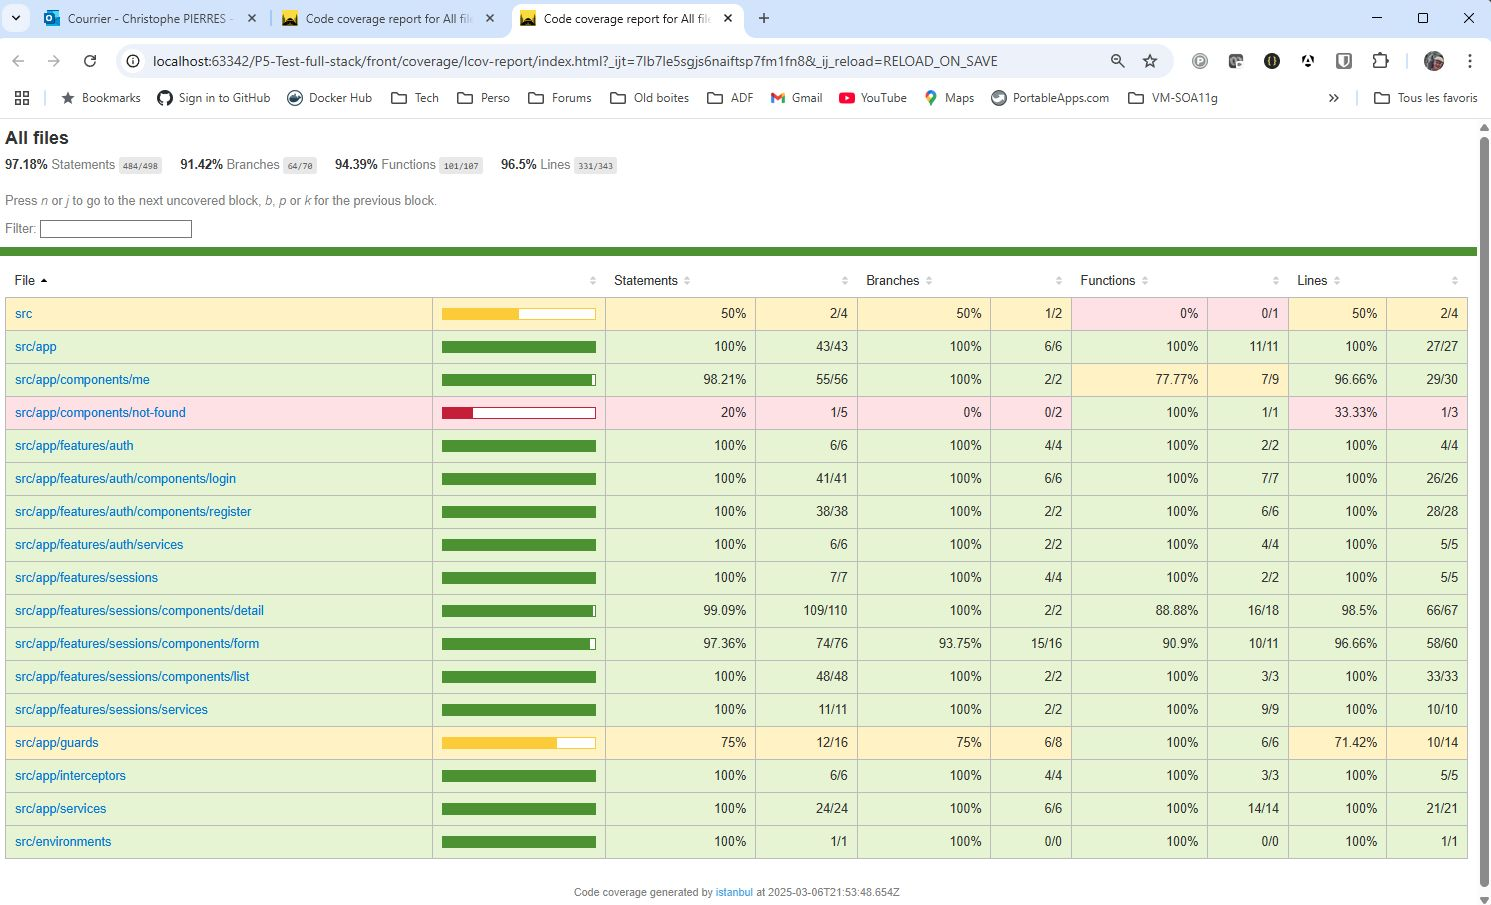 Courrier - Christophe PIERRES -
Code coverage report for All file
Code coverage report for All file
localhost:63342/P5-Test-full-stack/front/coverage/lcov-report/index.html?_ijt=7lb7le5sgjs6naiftsp7fm1fn8&_ij_reload=RELOAD_ON_SAVE
Bookmarks Sign in to GitHub Docker Hub Tech Perso Forums Old boites ADF Gmail YouTube Maps PortableApps.com VM-SOA11g » Tous les favoris
All files
97.18% Statements 484/498 91.42% Branches 64/70 94.39% Functions 101/107 96.5% Lines 331/343
Press n or j to go to the next uncovered block, b, p or k for the previous block.
Filter:
File Statements Branches Functions Lines
src 50% 2/4 50% 1/2 0% 0/1 50% 2/4
src/app 100% 43/43 100% 6/6 100% 11/11 100% 27/27
src/app/components/me 98.21% 55/56 100% 2/2 77.77% 7/9 96.66% 29/30
src/app/components/not-found 20% 1/5 0% 0/2 100% 1/1 33.33% 1/3
src/app/features/auth 100% 6/6 100% 4/4 100% 2/2 100% 4/4
src/app/features/auth/components/login 100% 41/41 100% 6/6 100% 7/7 100% 26/26
src/app/features/auth/components/register 100% 38/38 100% 2/2 100% 6/6 100% 28/28
src/app/features/auth/services 100% 6/6 100% 2/2 100% 4/4 100% 5/5
src/app/features/sessions 100% 7/7 100% 4/4 100% 2/2 100% 5/5
src/app/features/sessions/components/detail 99.09% 109/110 100% 2/2 88.88% 16/18 98.5% 66/67
src/app/features/sessions/components/form 97.36% 74/76 93.75% 15/16 90.9% 10/11 96.66% 58/60
src/app/features/sessions/components/list 100% 48/48 100% 2/2 100% 3/3 100% 33/33
src/app/features/sessions/services 100% 11/11 100% 2/2 100% 9/9 100% 10/10
src/app/guards 75% 12/16 75% 6/8 100% 6/6 71.42% 10/14
src/app/interceptors 100% 6/6 100% 4/4 100% 3/3 100% 5/5
src/app/services 100% 24/24 100% 6/6 100% 14/14 100% 21/21
src/environments 100% 1/1 100% 0/0 100% 0/0 100% 1/1
Code coverage generated by istanbul at 2025-03-06T21:53:48.654Z